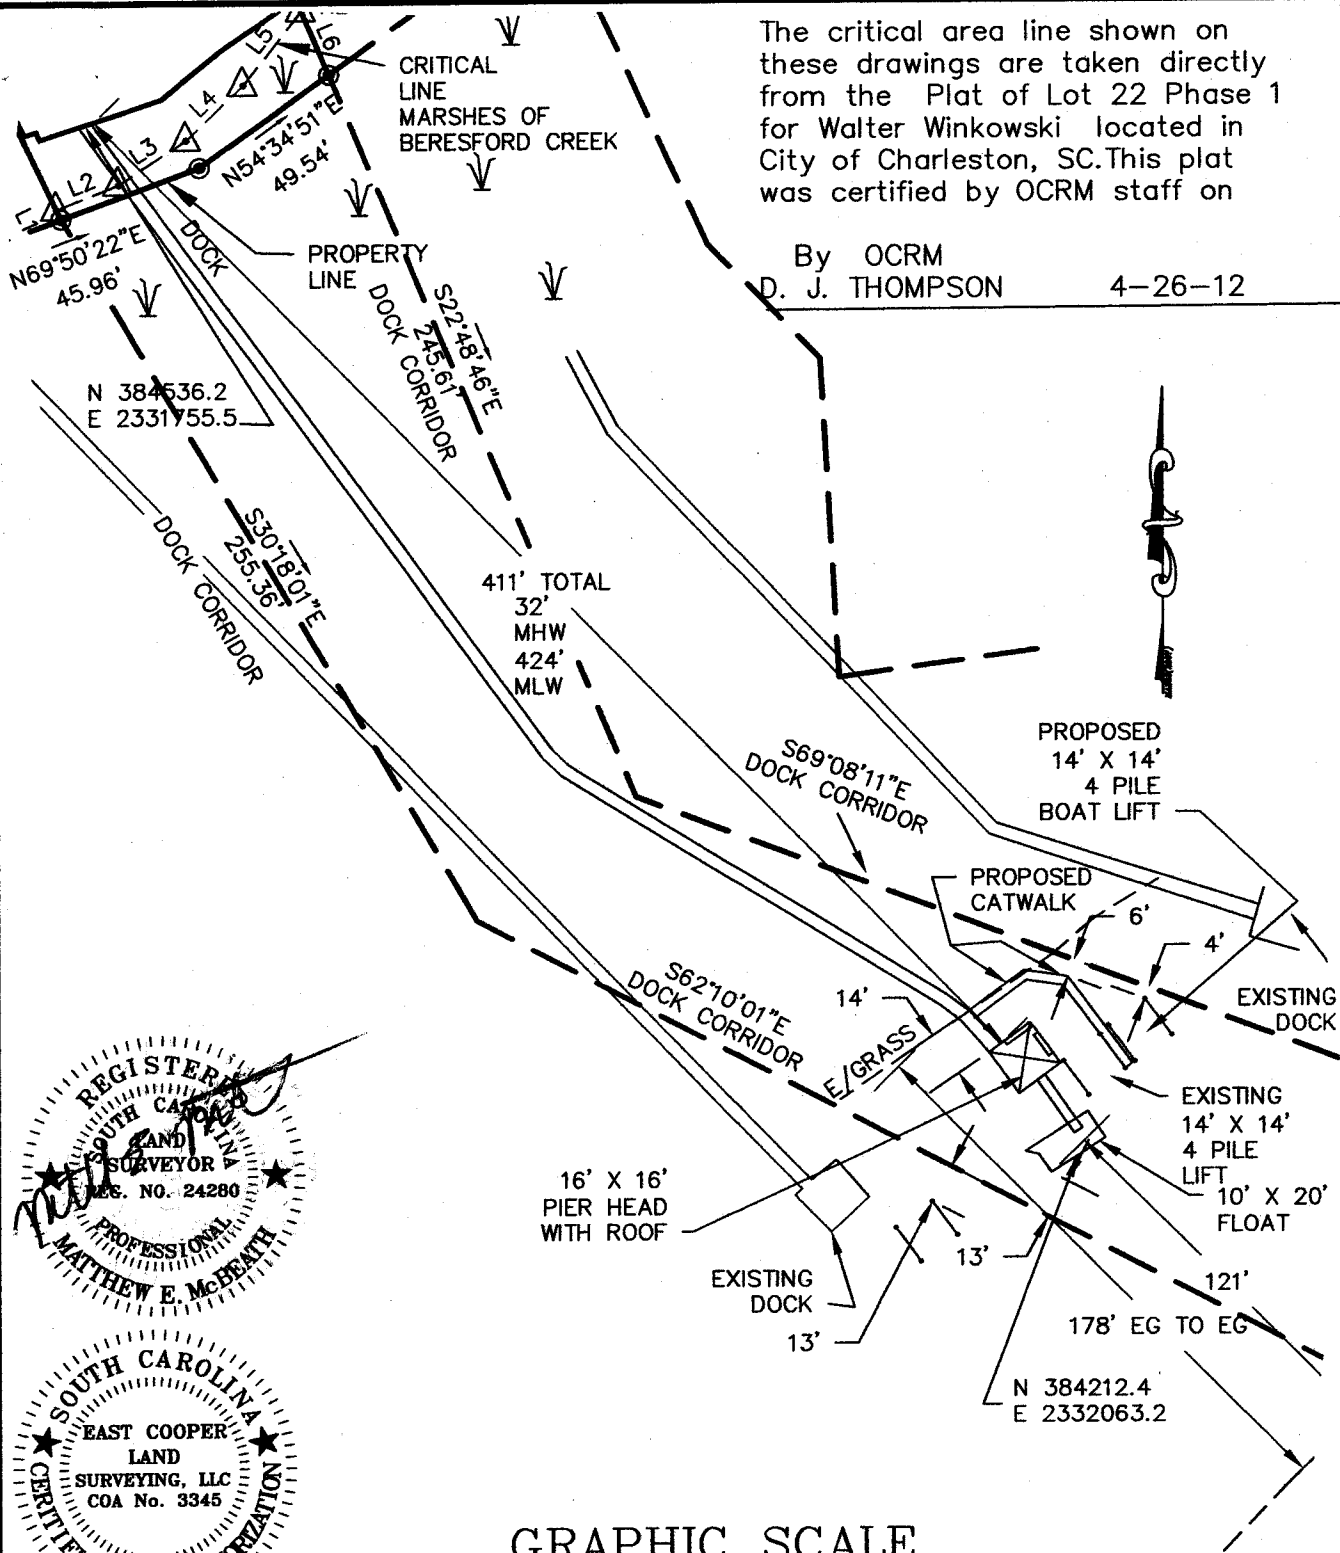 The critical area line shown on
these drawings are taken directly
from the Plat of Lot 22 Phase 1
for Walter Winkowski located in
City of Charleston, SC.This plat
was certified by OCRM staff on
By OCRM
D. J. THOMPSON 4-26-12
L5
L6
L4
L3
L2
L1
CRITICAL
LINE
MARSHES OF
BERESFORD CREEK
N54°34'51"E
49.54'
N69°50'22"E
45.96'
DOCK
PROPERTY
LINE
S22°48'46"E
245.61'
DOCK CORRIDOR
N 384536.2
E 2331755.5
S30°18'01"E
255.36'
DOCK CORRIDOR
411' TOTAL
32'
MHW
424'
MLW
S69°08'11"E
DOCK CORRIDOR
PROPOSED
14' X 14'
4 PILE
BOAT LIFT
PROPOSED
CATWALK
6'
4'
EXISTING
DOCK
S62°10'01"E
DOCK CORRIDOR
14'
E/GRASS
EXISTING
14' X 14'
4 PILE
LIFT
10' X 20'
FLOAT
16' X 16'
PIER HEAD
WITH ROOF
13'
EXISTING
DOCK
13'
121'
178' EG TO EG
N 384212.4
E 2332063.2
SOUTH CAROLINA
LAND
SURVEYOR
REG. NO. 24280
PROFESSIONAL
MATTHEW E. McBEATH
SOUTH CAROLINA
EAST COOPER
LAND
SURVEYING, LLC
COA No. 3345
GRAPHIC SCALE